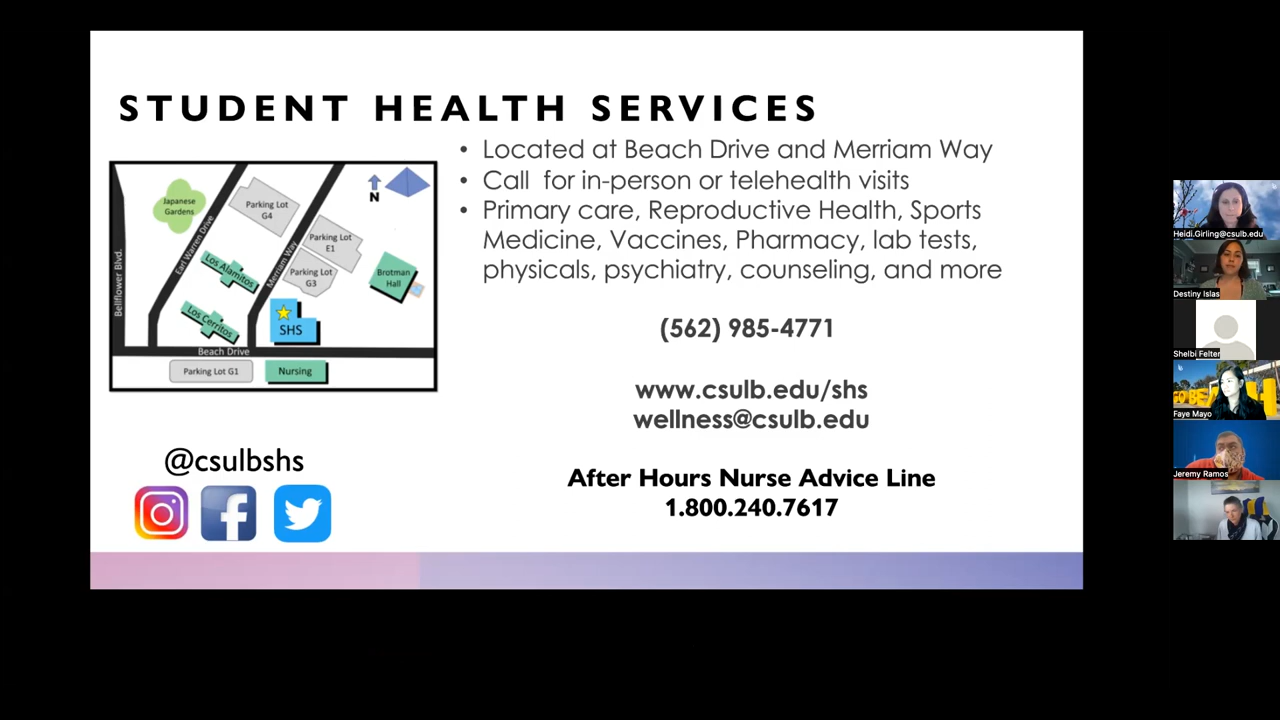 STUDENT HEALTH SERVICES
• Located at Beach Drive and Merriam Way
• Call for in-person or telehealth visits
• Primary care, Reproductive Health, Sports
Medicine, Vaccines, Pharmacy, lab tests,
physicals, psychiatry, counseling, and more
(562) 985-4771
www.csulb.edu/shs
wellness@csulb.edu
After Hours Nurse Advice Line
1.800.240.7617
Japanese
Gardens
Parking Lot
G4
N
Bellflower Blvd.
Earl Warren Drive
Merriam Way
Parking Lot
E1
Los Alamitos
Parking Lot
G3
Brotman
Hall
Los Cerritos
SHS
Beach Drive
Parking Lot G1
Nursing
@csulbshs
Heidi.Girling@csulb.edu
Destiny Islas
Shelbi Felter
GO BEACH
Faye Mayo
Jeremy Ramos